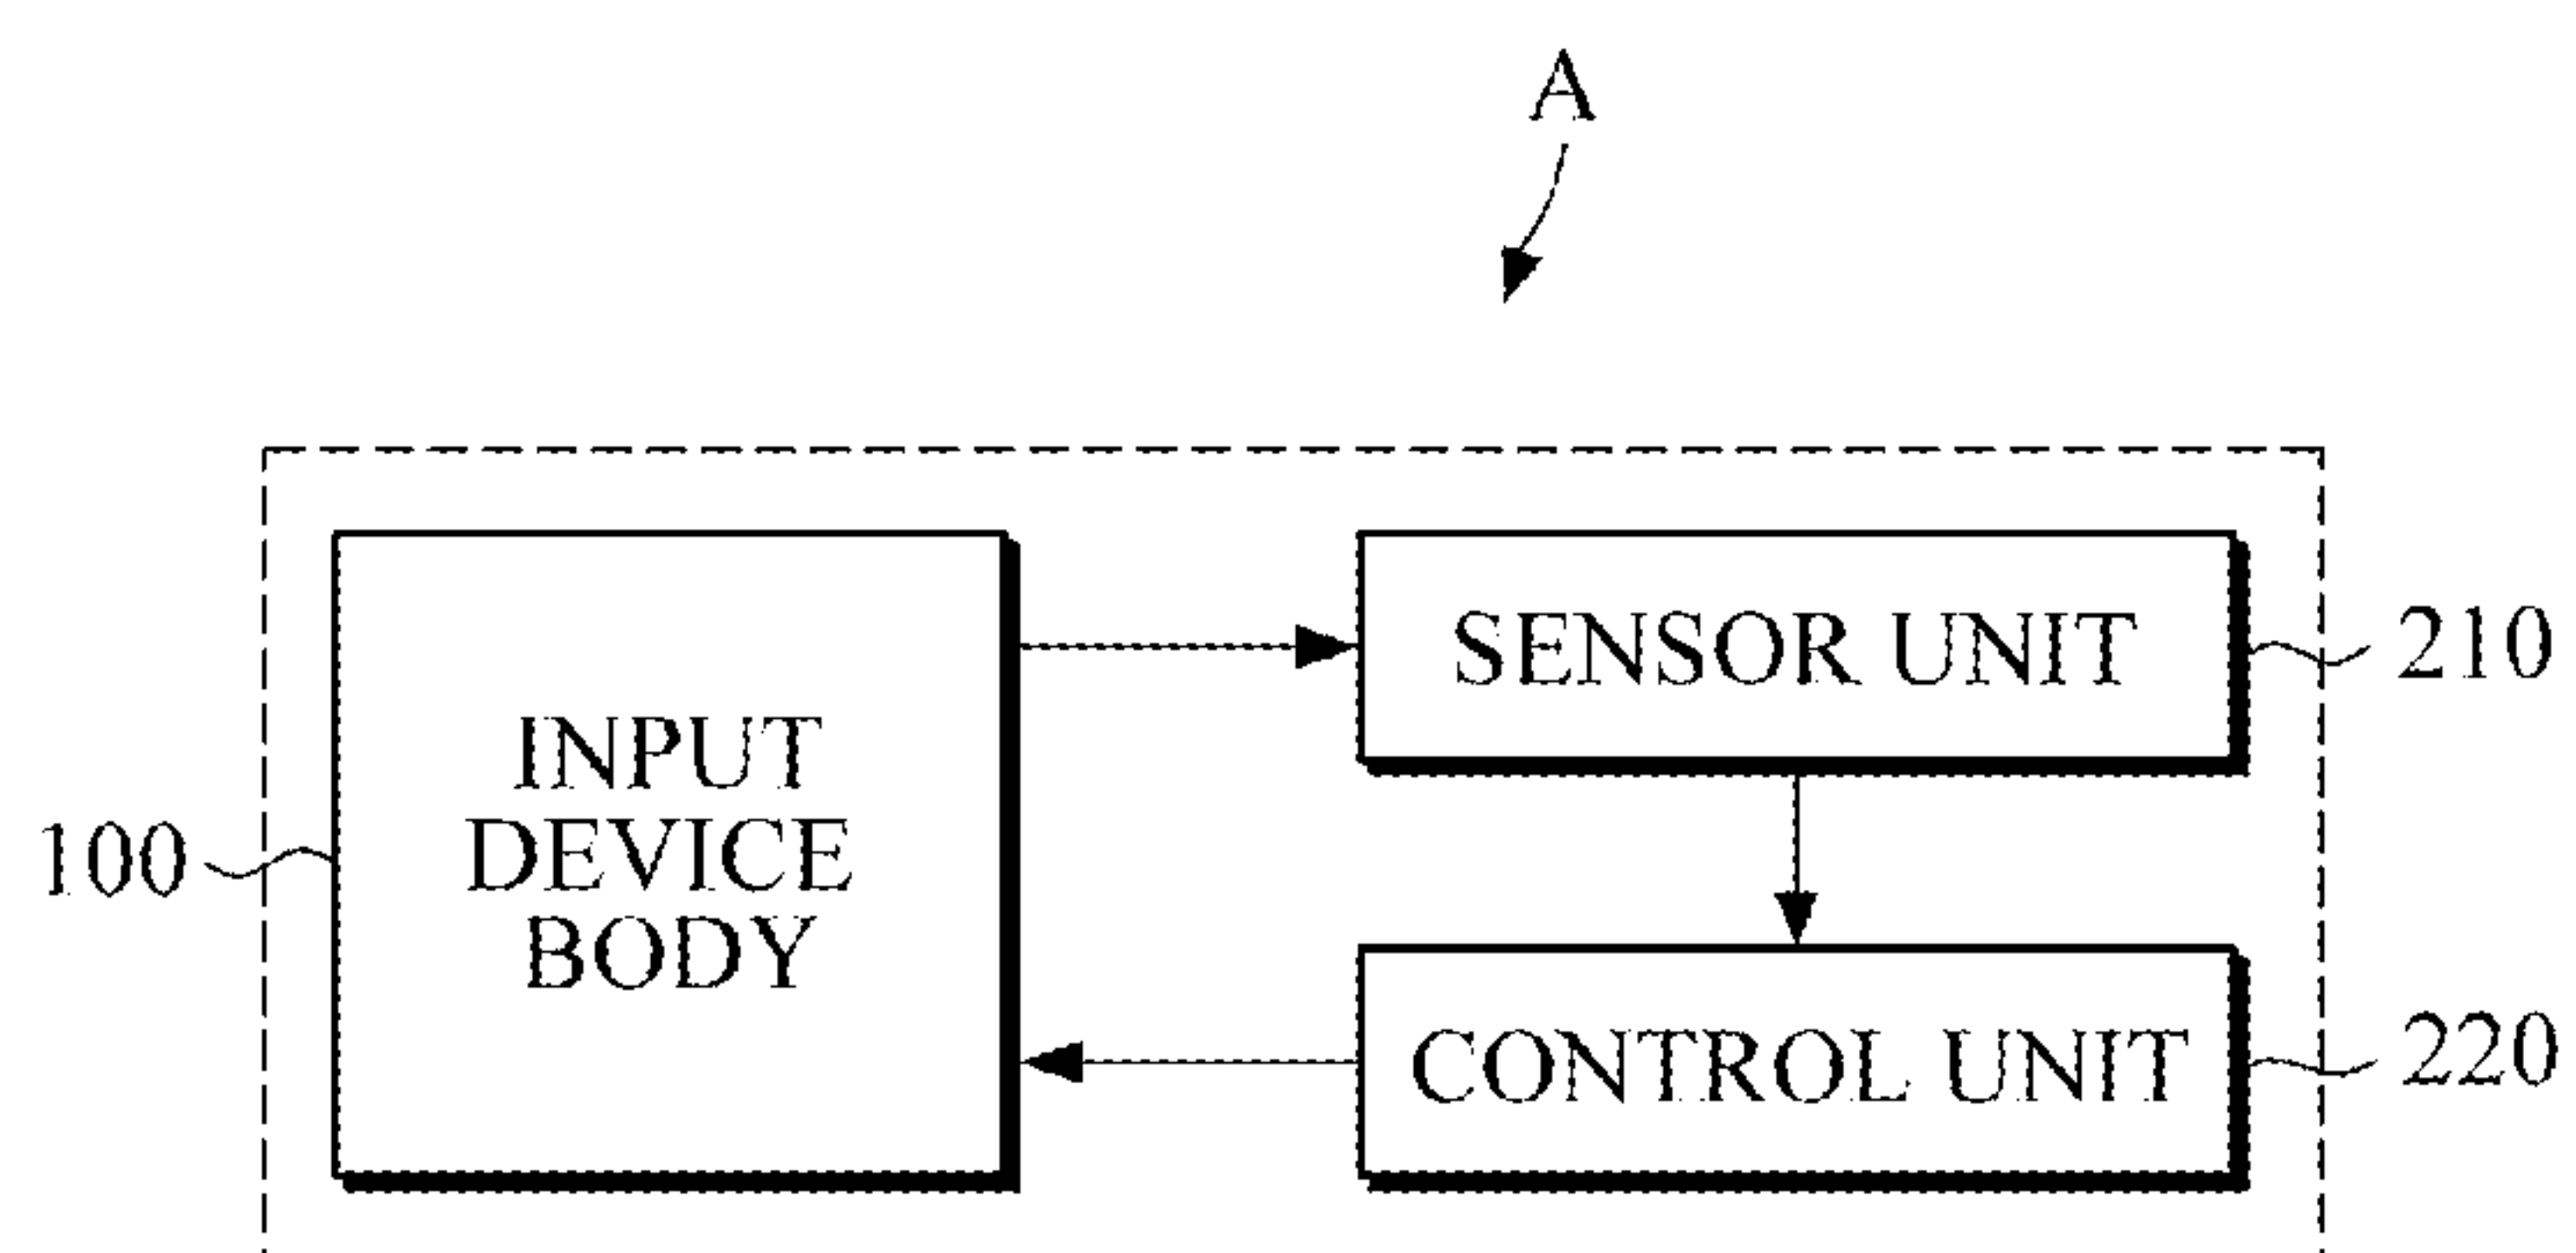 A
SENSOR UNIT
210
INPUT
DEVICE
BODY
100
CONTROL UNIT
220